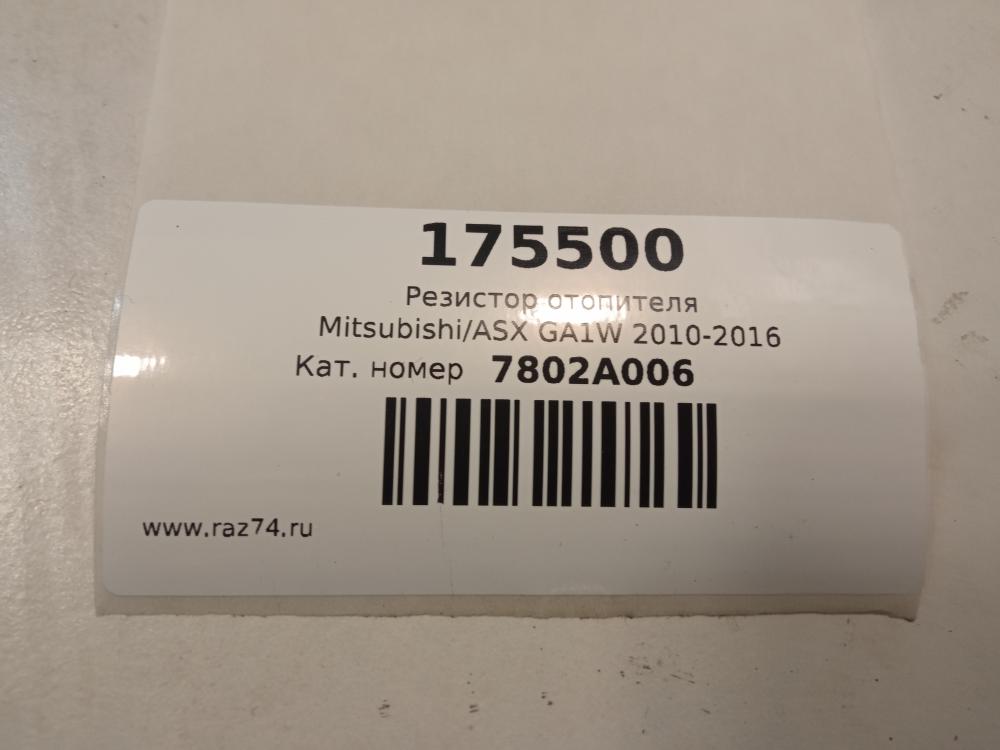 175500
Резистор отопителя
Mitsubishi/ASX GA1W 2010-2016
Кат. номер 7802A006
www.raz74.ru